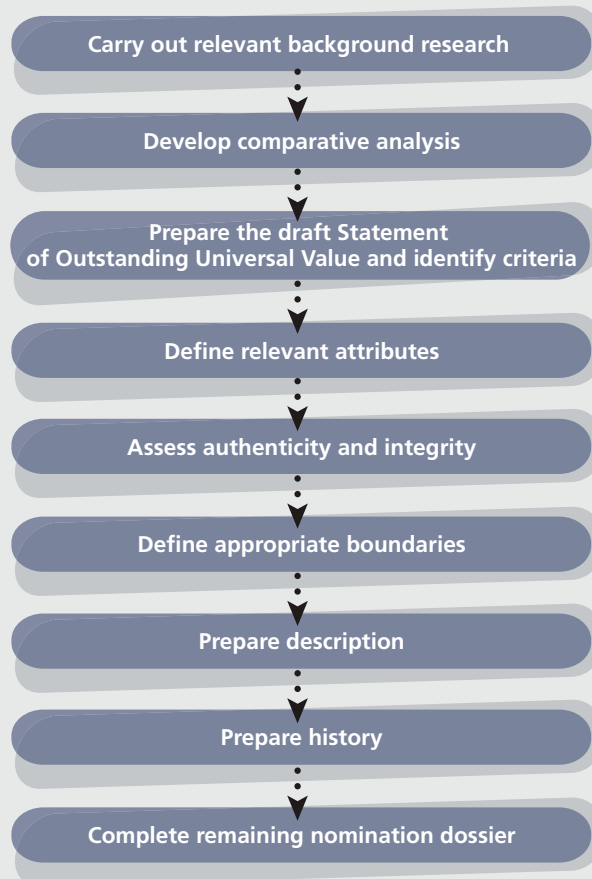 Carry out relevant background research
Develop comparative analysis
Prepare the draft Statement
of Outstanding Universal Value and identify criteria
Define relevant attributes
Assess authenticity and integrity
Define appropriate boundaries
Prepare description
Prepare history
Complete remaining nomination dossier